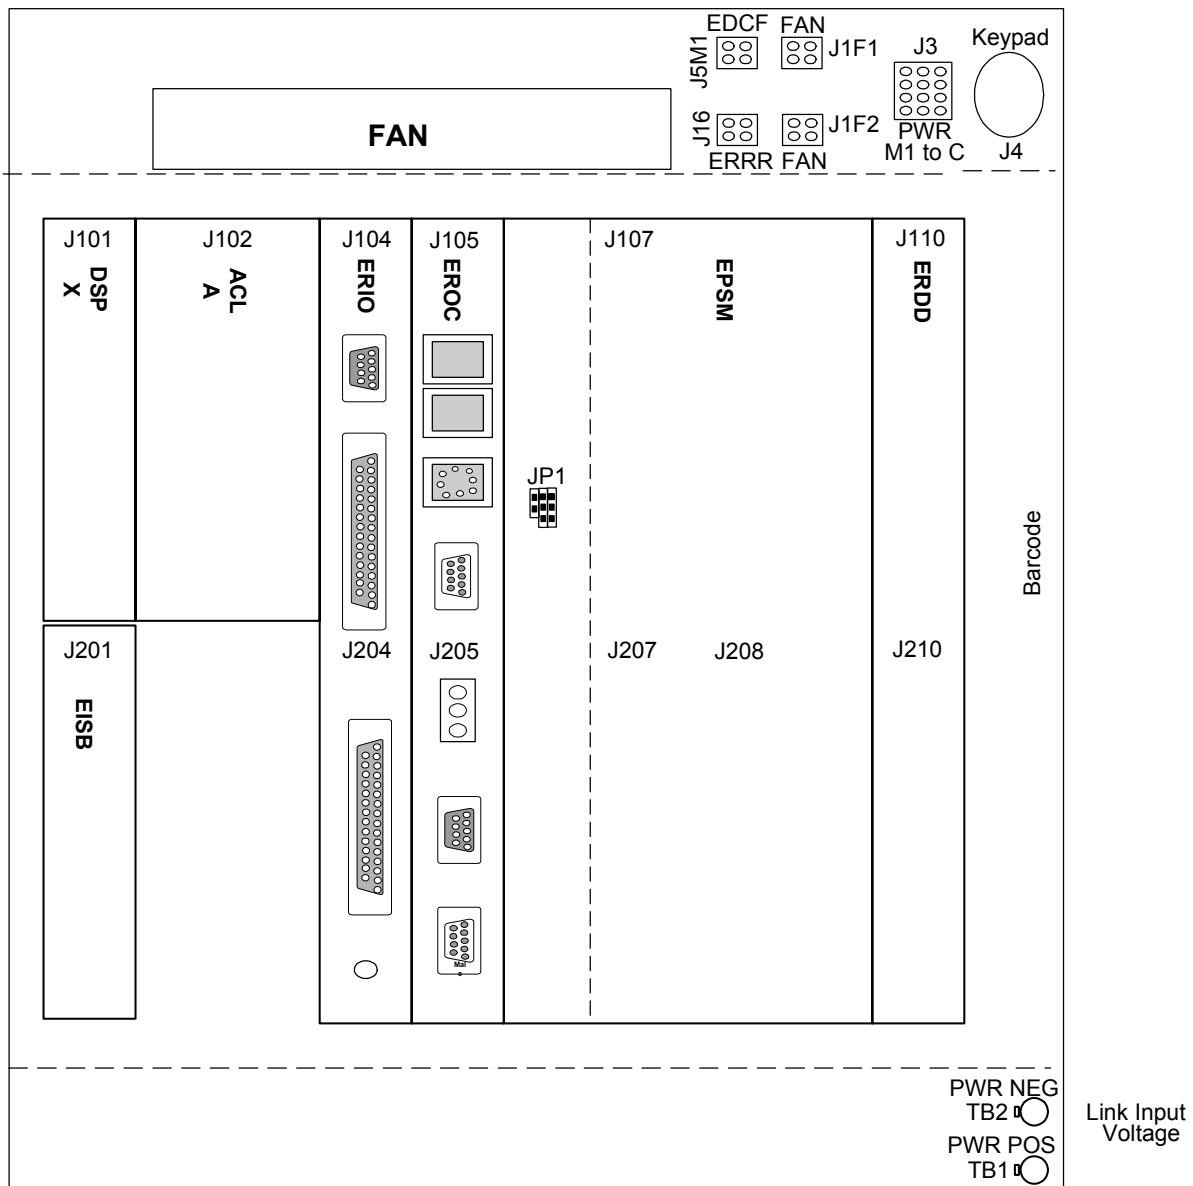 EDCF FAN
J5M1
J1F1
J3
Keypad
FAN
J16
J1F2
PWR
M1 to C
J4
ERRR FAN
J101
J102
J104
J105
J107
J110
DSP
X
ACL
A
ERIO
EROC
EPSM
ERDD
JP1
Barcode
J201
J204
J205
J207
J208
J210
EISB
Mal
PWR NEG
TB2
Link Input
Voltage
PWR POS
TB1